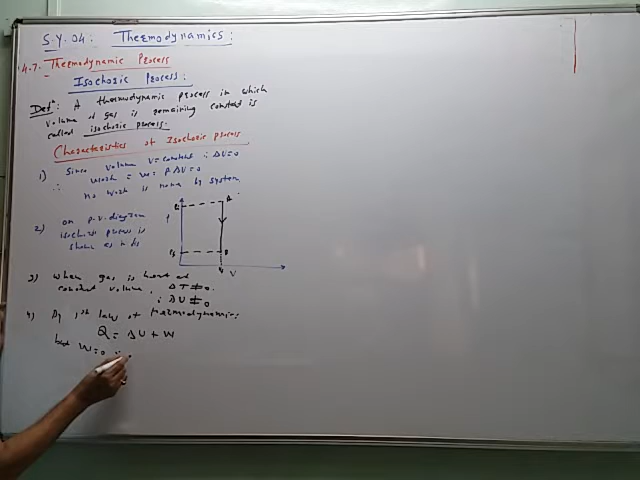 S.Y. 04: Thermodynamics:
4.7. Thermodynamic Process
Isochoric Process:
Defn: A thermodynamic process in which
volume of gas is remaining constant is
called isochoric process.
Characteristics of Isochoric process
1) Since volume V = constant ∴ ΔV=0
∴ Work = W = P.ΔV=0
no work is done by system
2) on P-V-diagram
isochoric process is
shown as
P
V
3) when gas is heat at
constant volume, ΔT≠0
∴ ΔU≠0
4) By 1st law of thermodynamics
Q = ΔU + W
but W=0 ∴